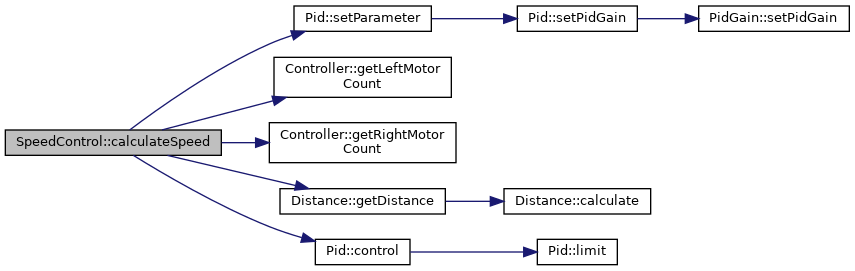 SpeedControl::calculateSpeed
Pid::setParameter
Pid::setPidGain
PidGain::setPidGain
Controller::getLeftMotor
Count
Controller::getRightMotor
Count
Distance::getDistance
Distance::calculate
Pid::control
Pid::limit